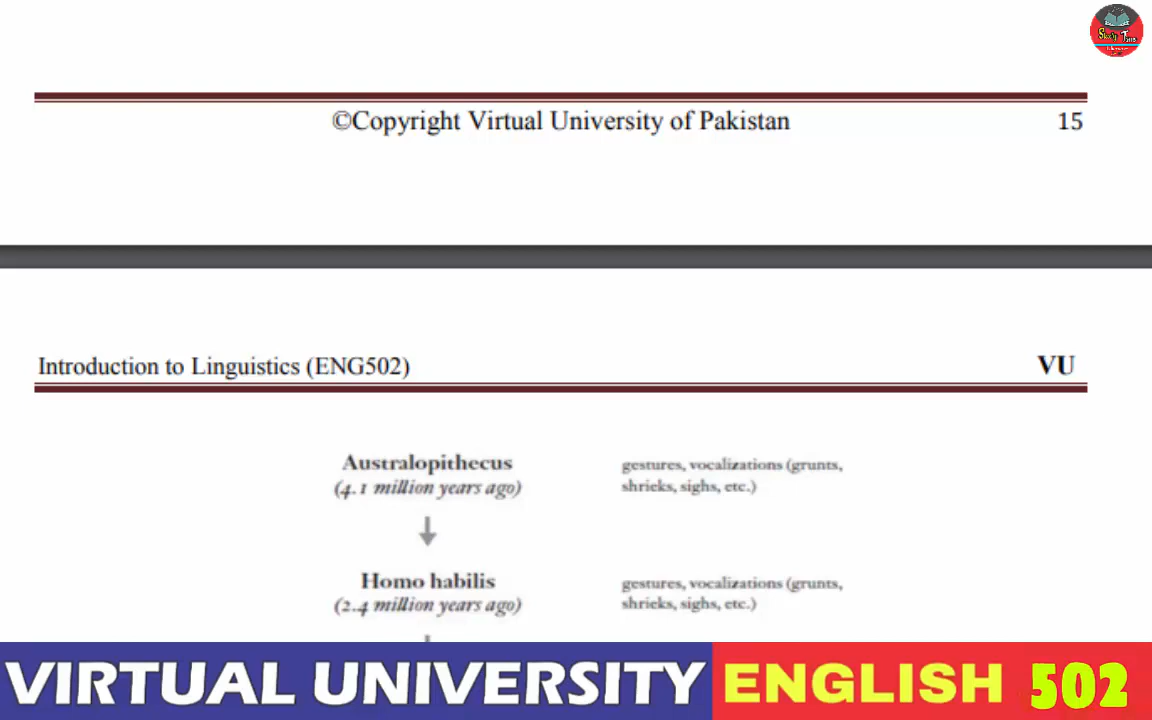 Study Time
©Copyright Virtual University of Pakistan 15
Introduction to Linguistics (ENG502) VU
Australopithecus
(4.1 million years ago)
gestures, vocalizations (grunts,
shrieks, sighs, etc.)
Homo habilis
(2.4 million years ago)
gestures, vocalizations (grunts,
shrieks, sighs, etc.)
VIRTUAL UNIVERSITY ENGLISH 502